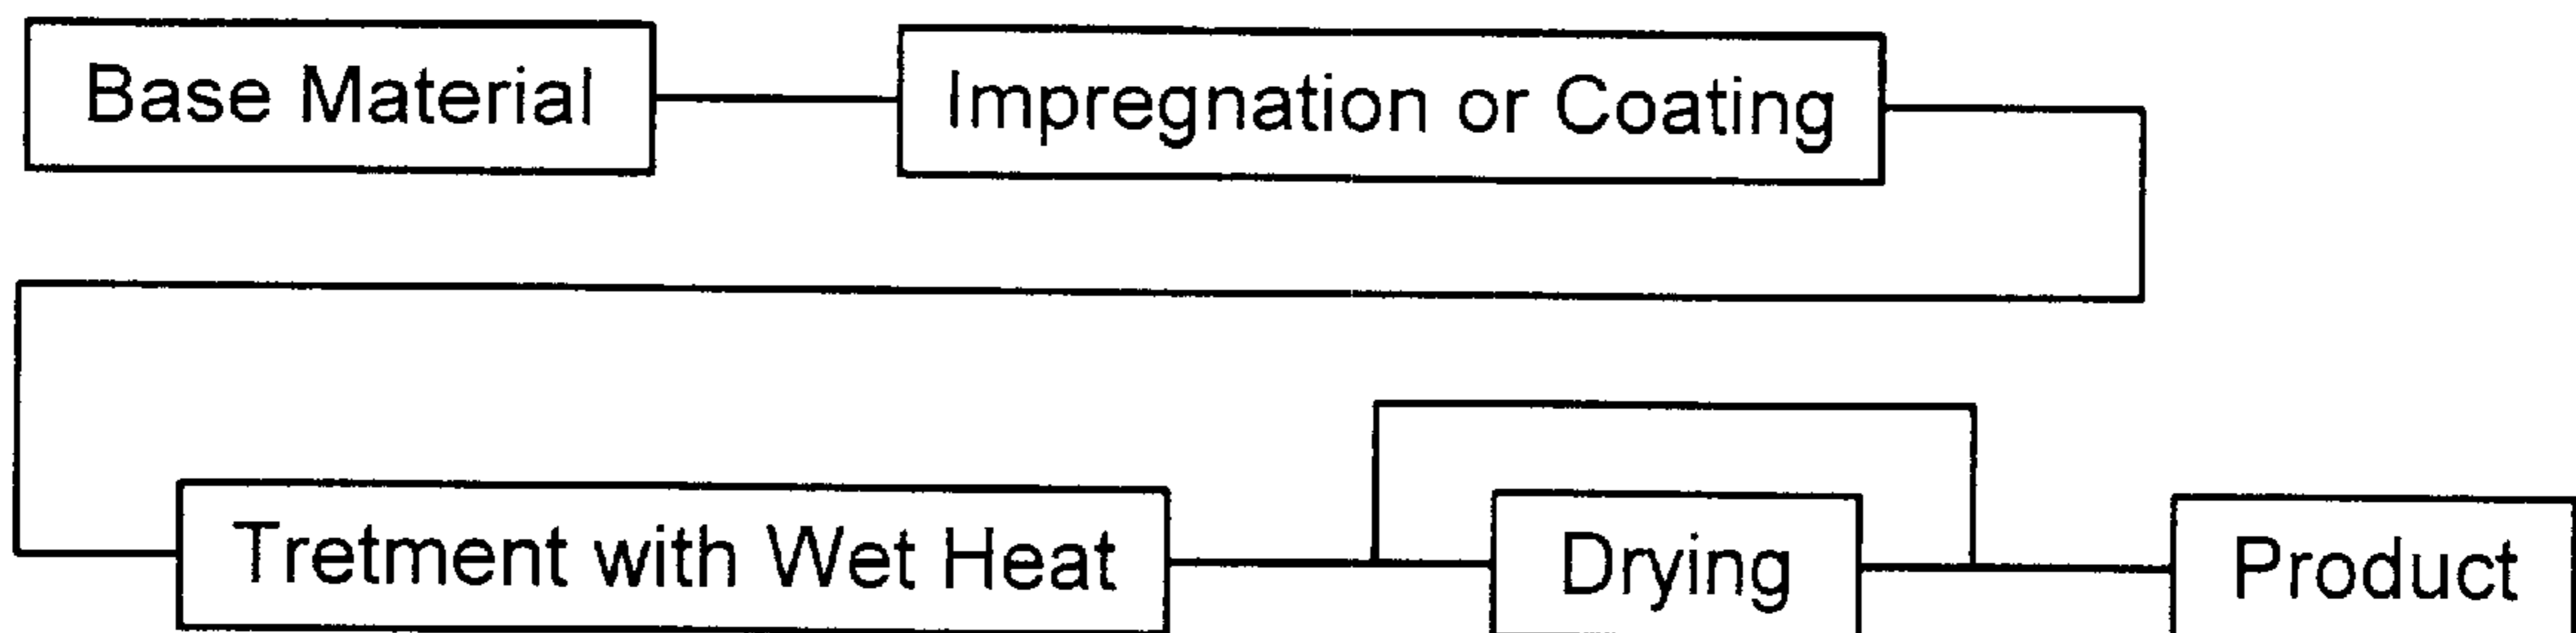 Base Material
Impregnation or Coating
Tretment with Wet Heat
Drying
Product